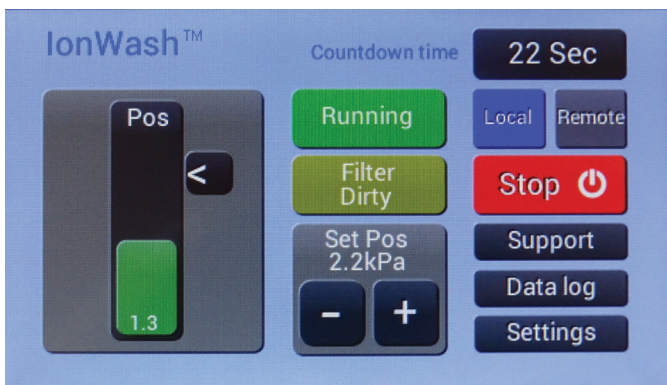 IonWash™
Countdown time
22 Sec
Pos
<
1.3
Running
Filter
Dirty
Set Pos
2.2kPa
- +
Local
Remote
Stop
Support
Data log
Settings